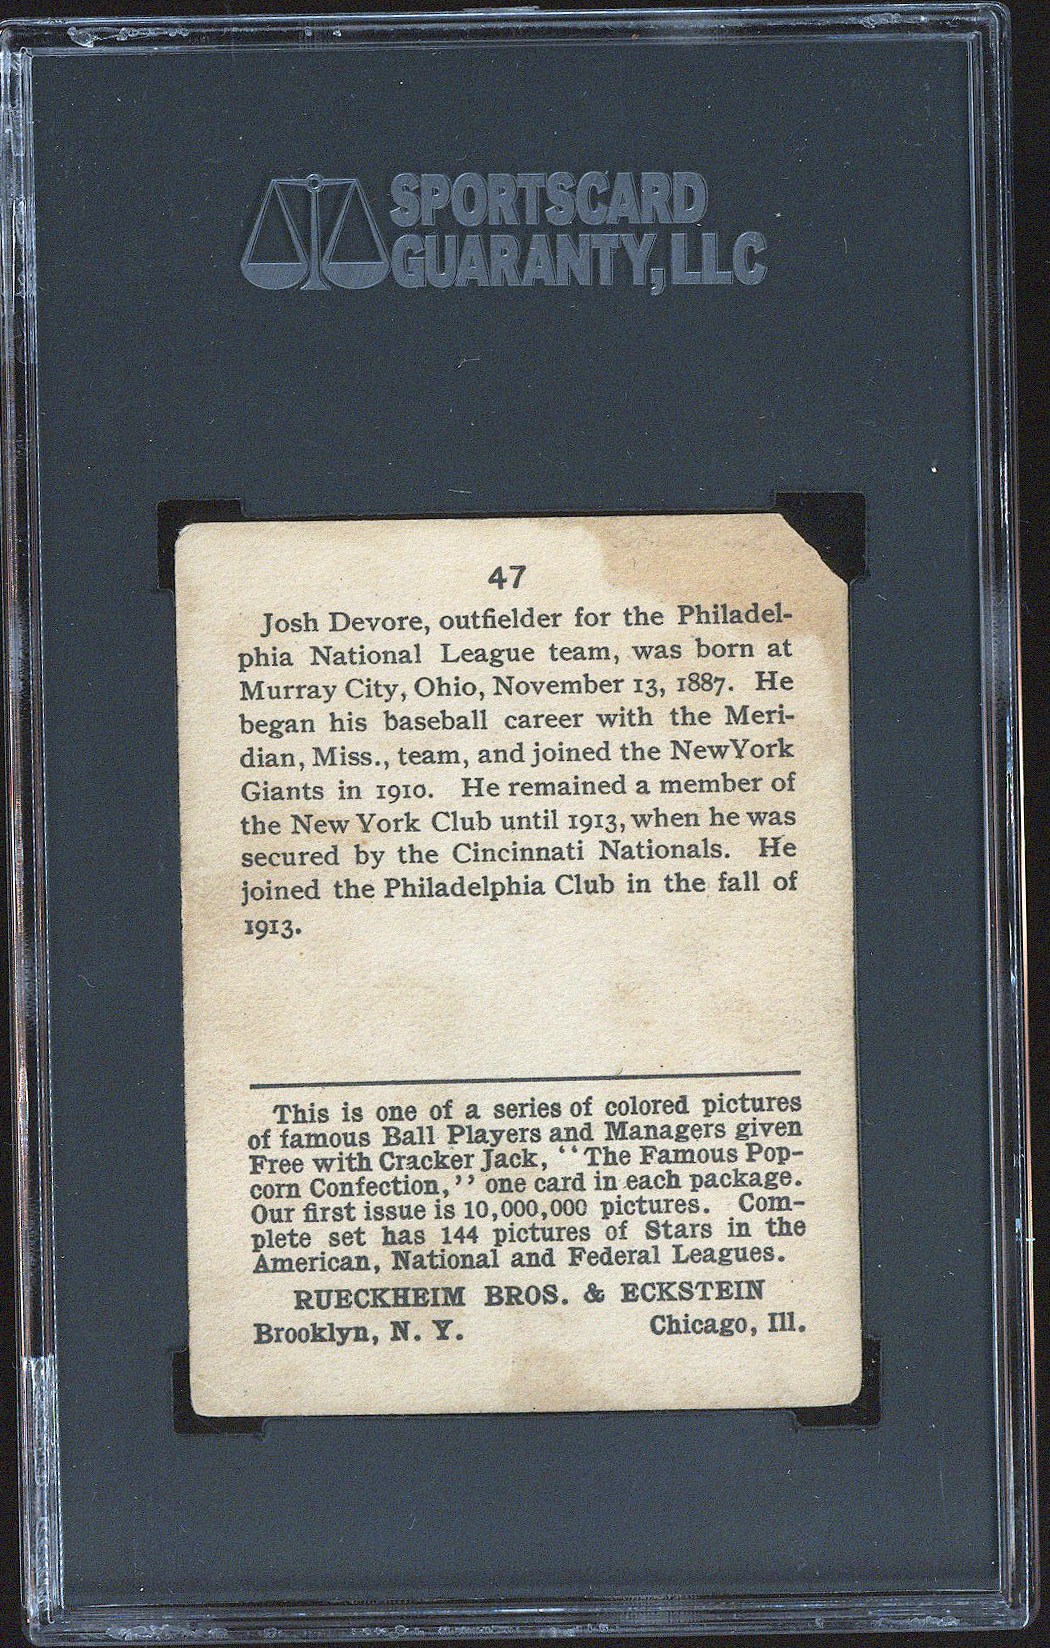 SPORTSCARD
GUARANTY, LLC
47
Josh Devore, outfielder for the Philadel-
phia National League team, was born at
Murray City, Ohio, November 13, 1887. He
began his baseball career with the Meri-
dian, Miss., team, and joined the NewYork
Giants in 1910. He remained a member of
the New York Club until 1913, when he was
secured by the Cincinnati Nationals. He
joined the Philadelphia Club in the fall of
1913.
This is one of a series of colored pictures
of famous Ball Players and Managers given
Free with Cracker Jack, "The Famous Pop-
corn Confection," one card in each package.
Our first issue is 10,000,000 pictures. Com-
plete set has 144 pictures of Stars in the
American, National and Federal Leagues.
RUECKHEIM BROS. & ECKSTEIN
Brooklyn, N. Y. Chicago, Ill.